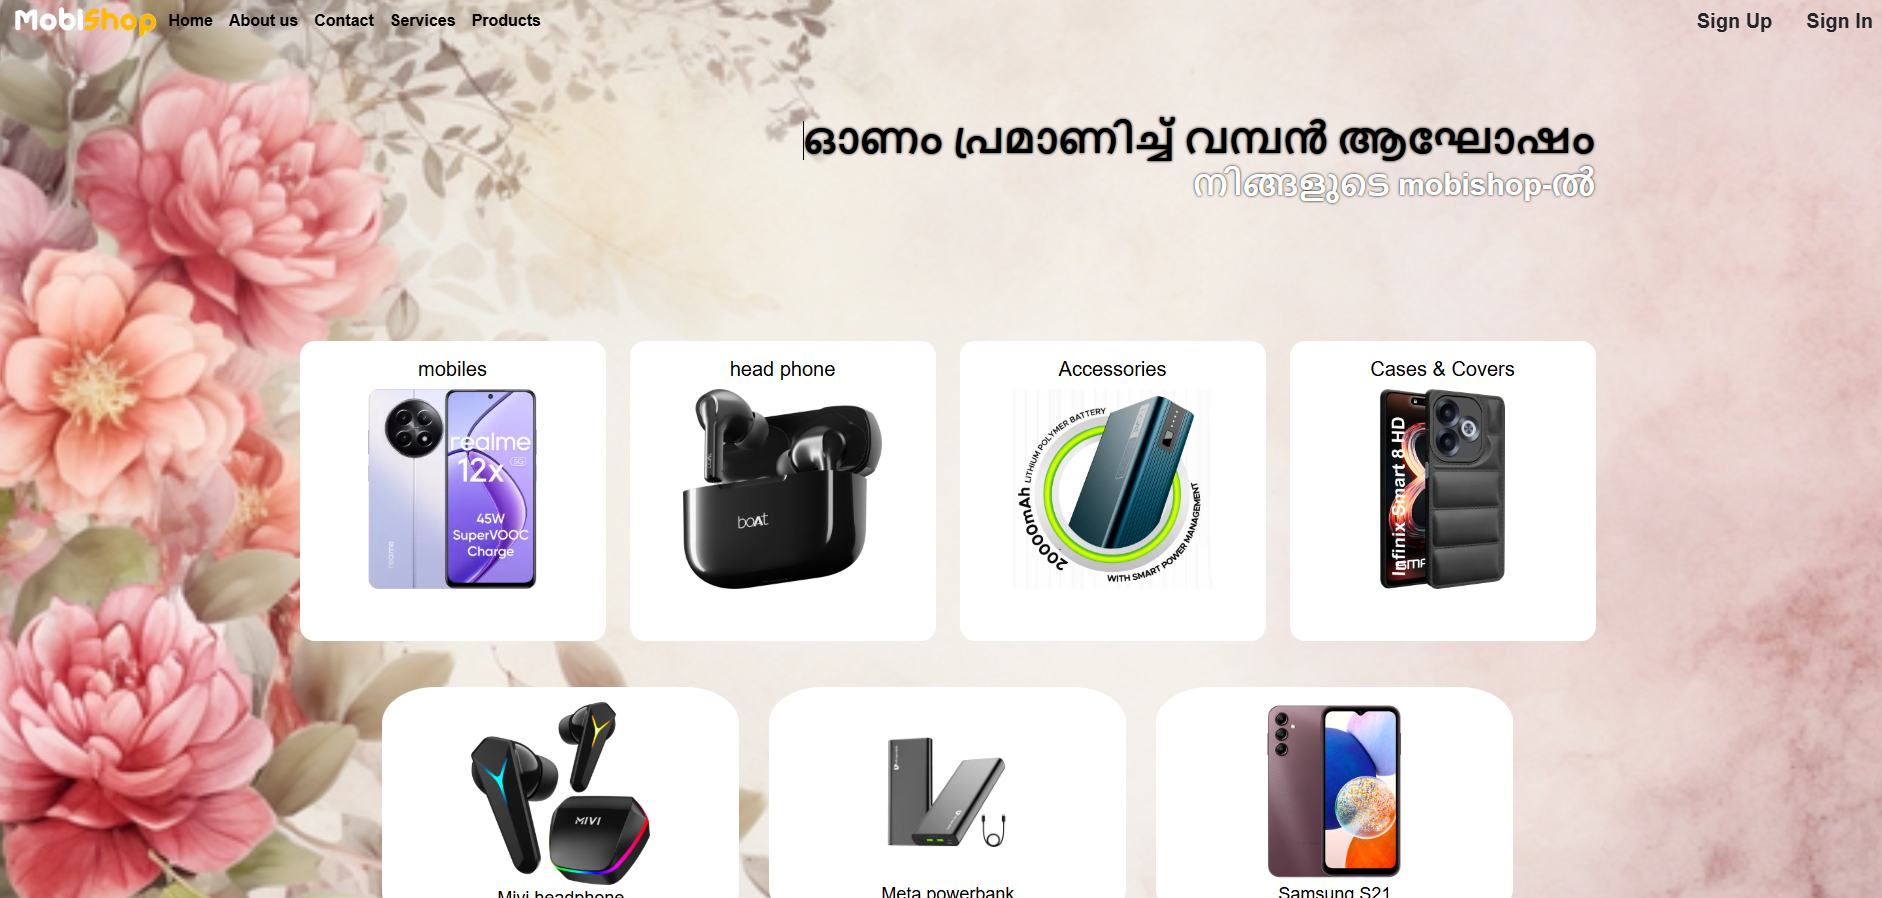 MobiShop Home About us Contact Services Products Sign Up Sign In
ഓണം പ്രമാണിച്ച് വമ്പൻ ആഘോഷം
നിങ്ങളുടെ mobishop-ൽ
mobiles
head phone
Accessories
Cases & Covers
realme
12x 5G
45W
SuperVOOC
Charge
realme
boAt
20000mAh LITHIUM POLYMER BATTERY
WITH SMART POWER MANAGEMENT
Infinix Smart 8 HD
MIVI
Mivi headphone
Meta powerbank
Samsung S21